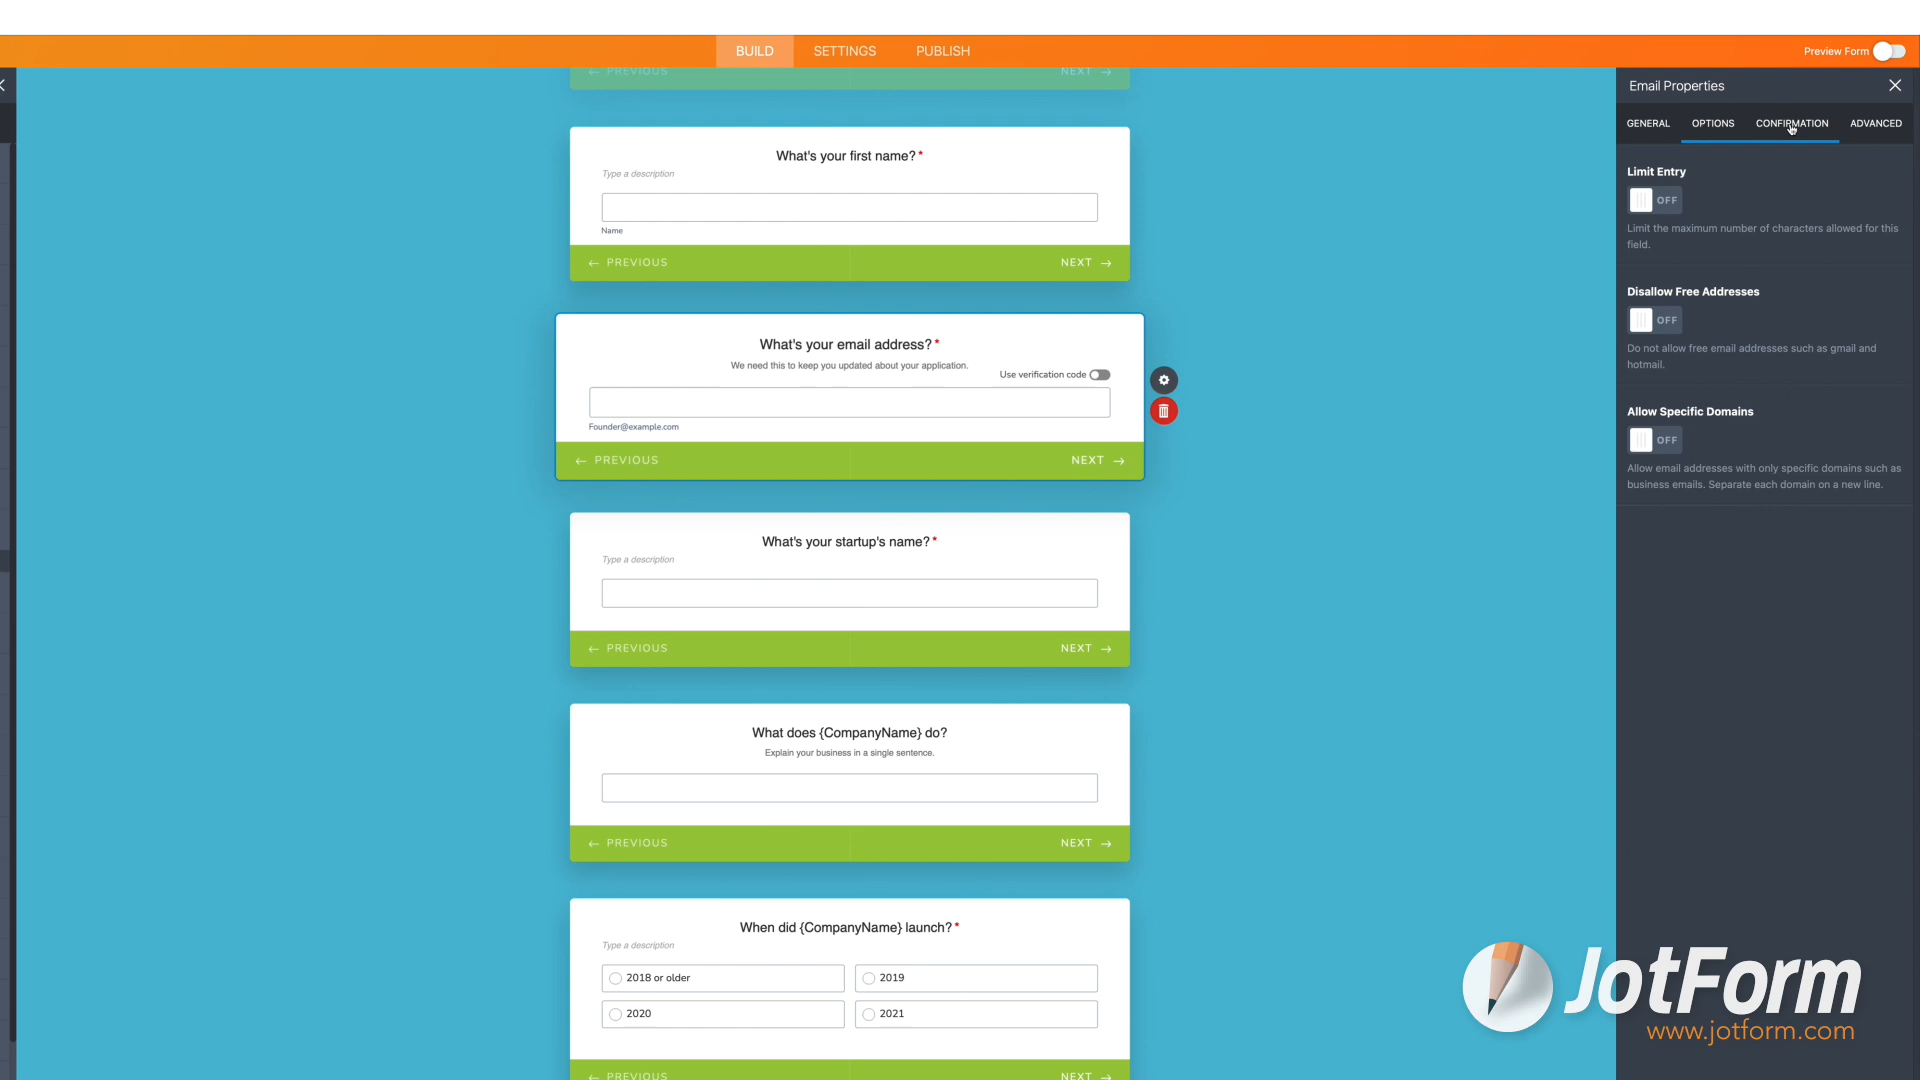 BUILD SETTINGS PUBLISH Preview Form
← PREVIOUS NEXT →
What's your first name? *
Type a description
Name
← PREVIOUS NEXT →
What's your email address? *
We need this to keep you updated about your application.
Use verification code
Founder@example.com
← PREVIOUS NEXT →
What's your startup's name? *
Type a description
← PREVIOUS NEXT →
What does {CompanyName} do?
Explain your business in a single sentence.
← PREVIOUS NEXT →
When did {CompanyName} launch? *
Type a description
2018 or older 2019
2020 2021
← PREVIOUS NEXT →
Email Properties
GENERAL OPTIONS CONFIRMATION ADVANCED
Limit Entry
OFF
Limit the maximum number of characters allowed for this
field.
Disallow Free Addresses
OFF
Do not allow free email addresses such as gmail and
hotmail.
Allow Specific Domains
OFF
Allow email addresses with only specific domains such as
business emails. Separate each domain on a new line.
JotForm
www.jotform.com